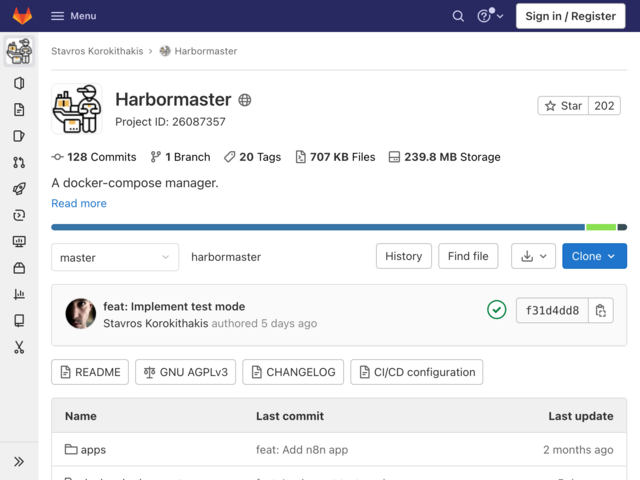 Menu
Sign in / Register
Stavros Korokithakis
Harbormaster
Harbormaster
Project ID: 26087357
Star 202
128 Commits 1 Branch 20 Tags 707 KB Files 239.8 MB Storage
A docker-compose manager.
Read more
master
harbormaster
History
Find file
Clone
feat: Implement test mode
Stavros Korokithakis authored 5 days ago
f31d4dd8
README GNU AGPLv3 CHANGELOG CI/CD configuration
Name Last commit Last update
apps feat: Add n8n app 2 months ago